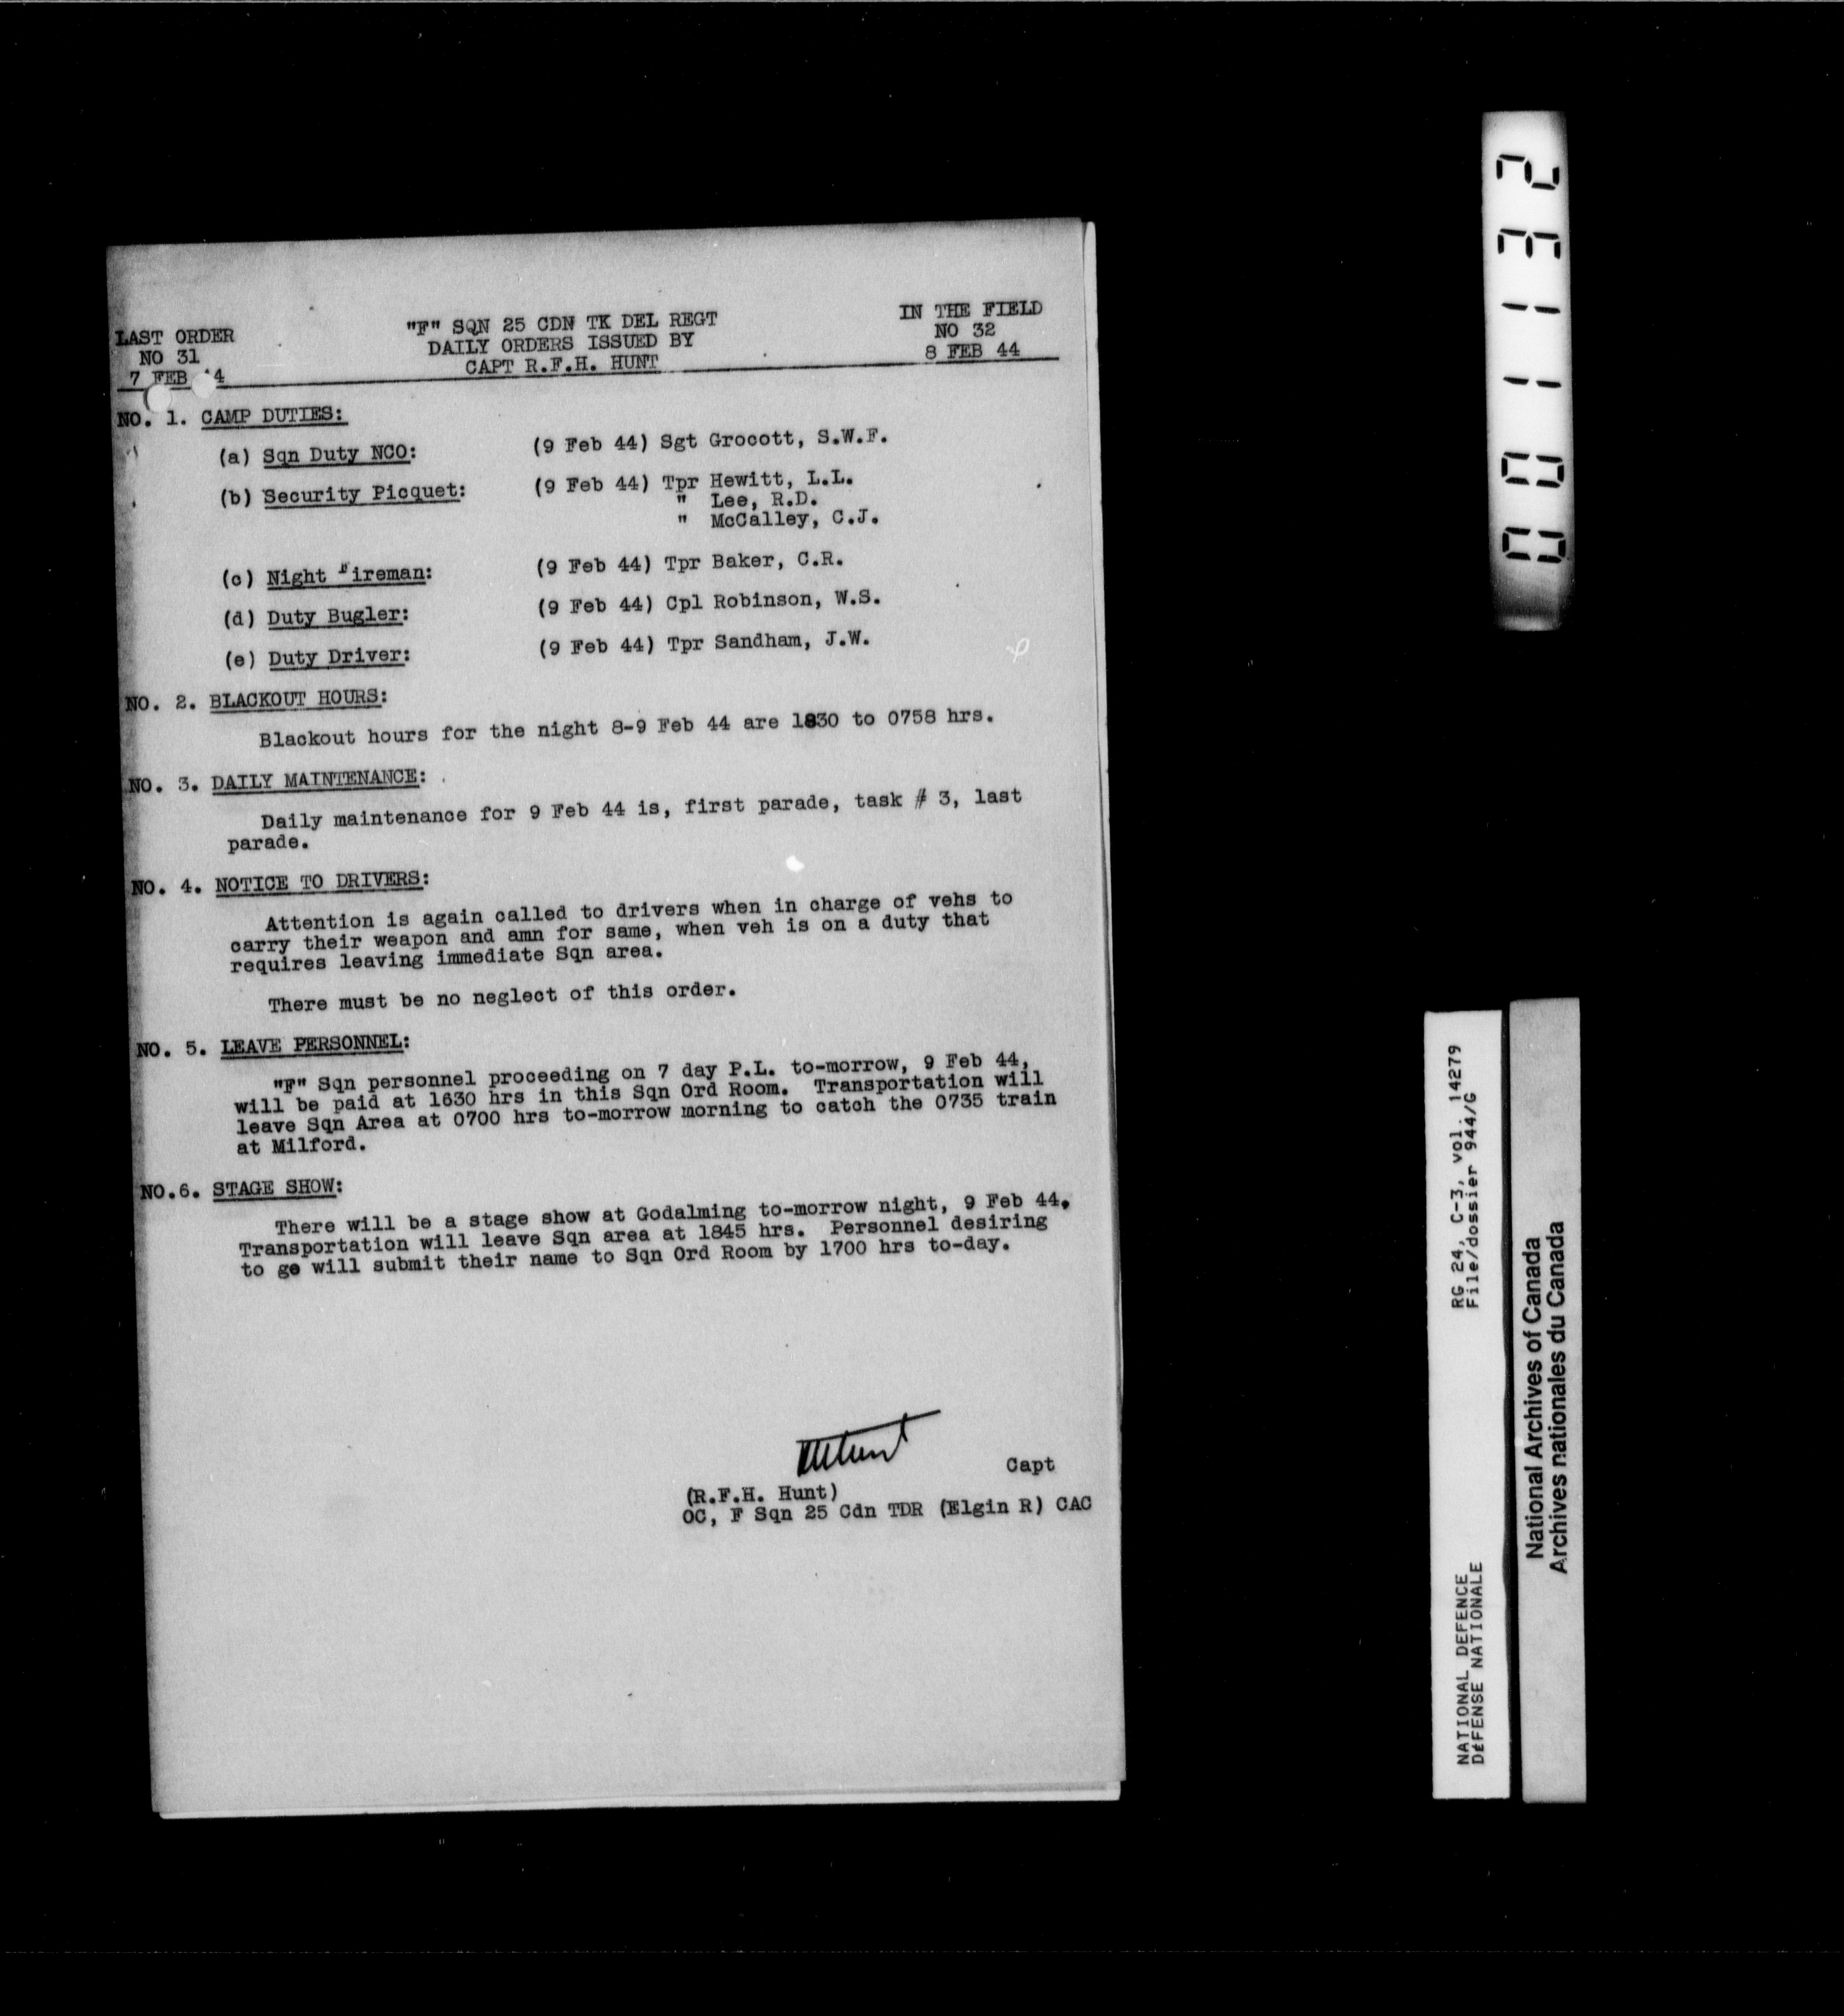 LAST ORDER
NO 31
7 FEB '4
"F" SQN 25 CDN TK DEL REGT
DAILY ORDERS ISSUED BY
CAPT R.F.H. HUNT
IN THE FIELD
NO 32
8 FEB 44
NO. 1. CAMP DUTIES:
(a) Sqn Duty NCO: (9 Feb 44) Sgt Grocott, S.W.F.
(b) Security Picquet: (9 Feb 44) Tpr Hewitt, L.L.
" Lee, R.D.
" McCalley, C.J.
(c) Night Fireman: (9 Feb 44) Tpr Baker, C.R.
(d) Duty Bugler: (9 Feb 44) Cpl Robinson, W.S.
(e) Duty Driver: (9 Feb 44) Tpr Sandham, J.W.
NO. 2. BLACKOUT HOURS:
Blackout hours for the night 8-9 Feb 44 are 1830 to 0758 hrs.
NO. 3. DAILY MAINTENANCE:
Daily maintenance for 9 Feb 44 is, first parade, task # 3, last
parade.
NO. 4. NOTICE TO DRIVERS:
Attention is again called to drivers when in charge of vehs to
carry their weapon and amn for same, when veh is on a duty that
requires leaving immediate Sqn area.
There must be no neglect of this order.
NO. 5. LEAVE PERSONNEL:
"F" Sqn personnel proceeding on 7 day P.L. to-morrow, 9 Feb 44,
will be paid at 1630 hrs in this Sqn Ord Room. Transportation will
leave Sqn Area at 0700 hrs to-morrow morning to catch the 0735 train
at Milford.
NO.6. STAGE SHOW:
There will be a stage show at Godalming to-morrow night, 9 Feb 44.
Transportation will leave Sqn area at 1845 hrs. Personnel desiring
to go will submit their name to Sqn Ord Room by 1700 hrs to-day.
RFHunt
Capt
(R.F.H. Hunt)
OC, F Sqn 25 Cdn TDR (Elgin R) CAC
001132
RG 24, C-3, vol. 14279
File/dossier 944/G
NATIONAL DEFENCE
DÉFENSE NATIONALE
National Archives of Canada
Archives nationales du Canada